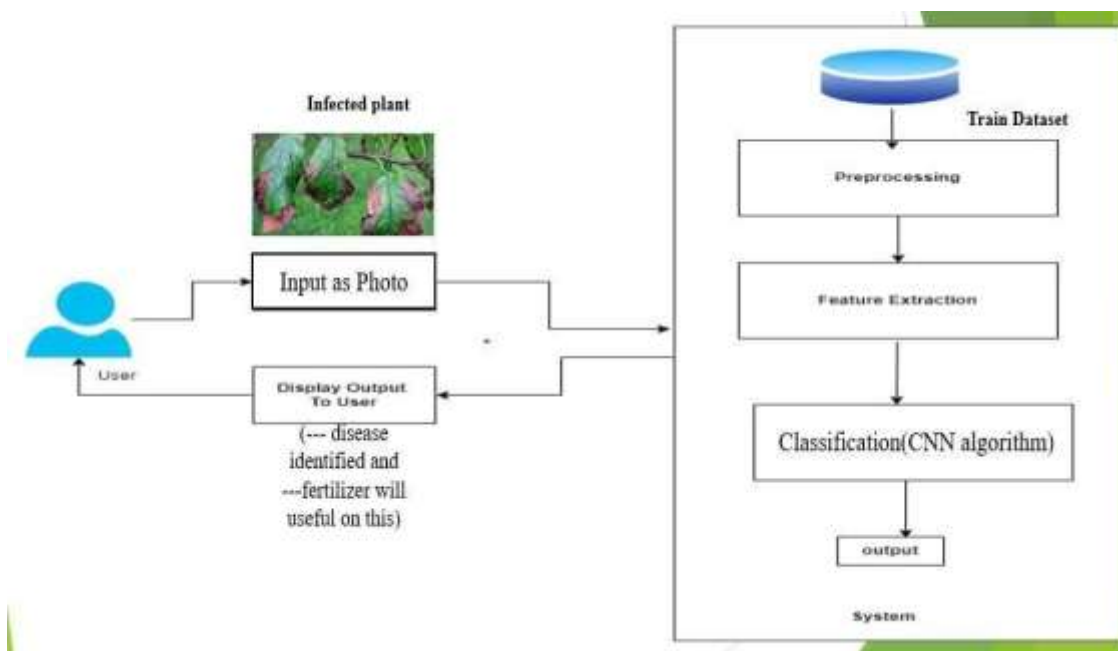 Infected plant
Input as Photo
User
Display Output
To User
(--- disease
identified and
---fertilizer will
useful on this)
Train Dataset
Preprocessing
Feature Extraction
Classification(CNN algorithm)
output
System